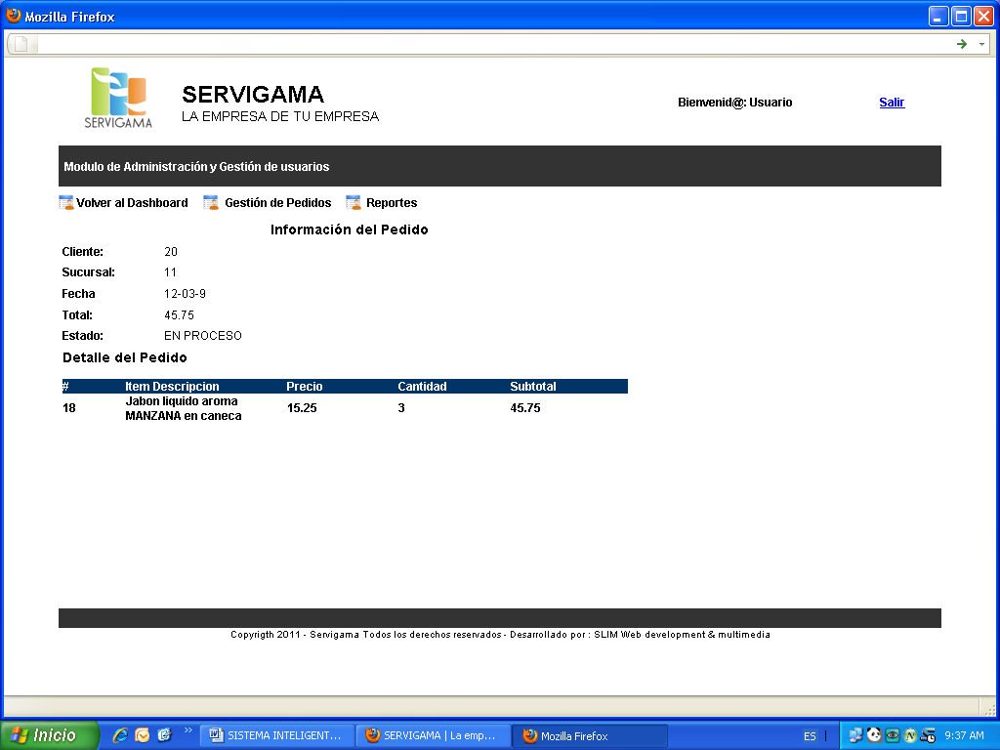 Mozilla Firefox
SERVIGAMA
SERVIGAMA
LA EMPRESA DE TU EMPRESA
Bienvenid@: Usuario
Salir
Modulo de Administración y Gestión de usuarios
Volver al Dashboard Gestión de Pedidos Reportes
Información del Pedido
Cliente: 20
Sucursal: 11
Fecha 12-03-9
Total: 45.75
Estado: EN PROCESO
Detalle del Pedido
# Item Descripcion Precio Cantidad Subtotal
18 Jabon liquido aroma MANZANA en caneca 15.25 3 45.75
Copyrigth 2011 - Servigama Todos los derechos reservados - Desarrollado por : SLIM Web development & multimedia
Inicio SISTEMA INTELIGENT... SERVIGAMA | La emp... Mozilla Firefox ES 9:37 AM